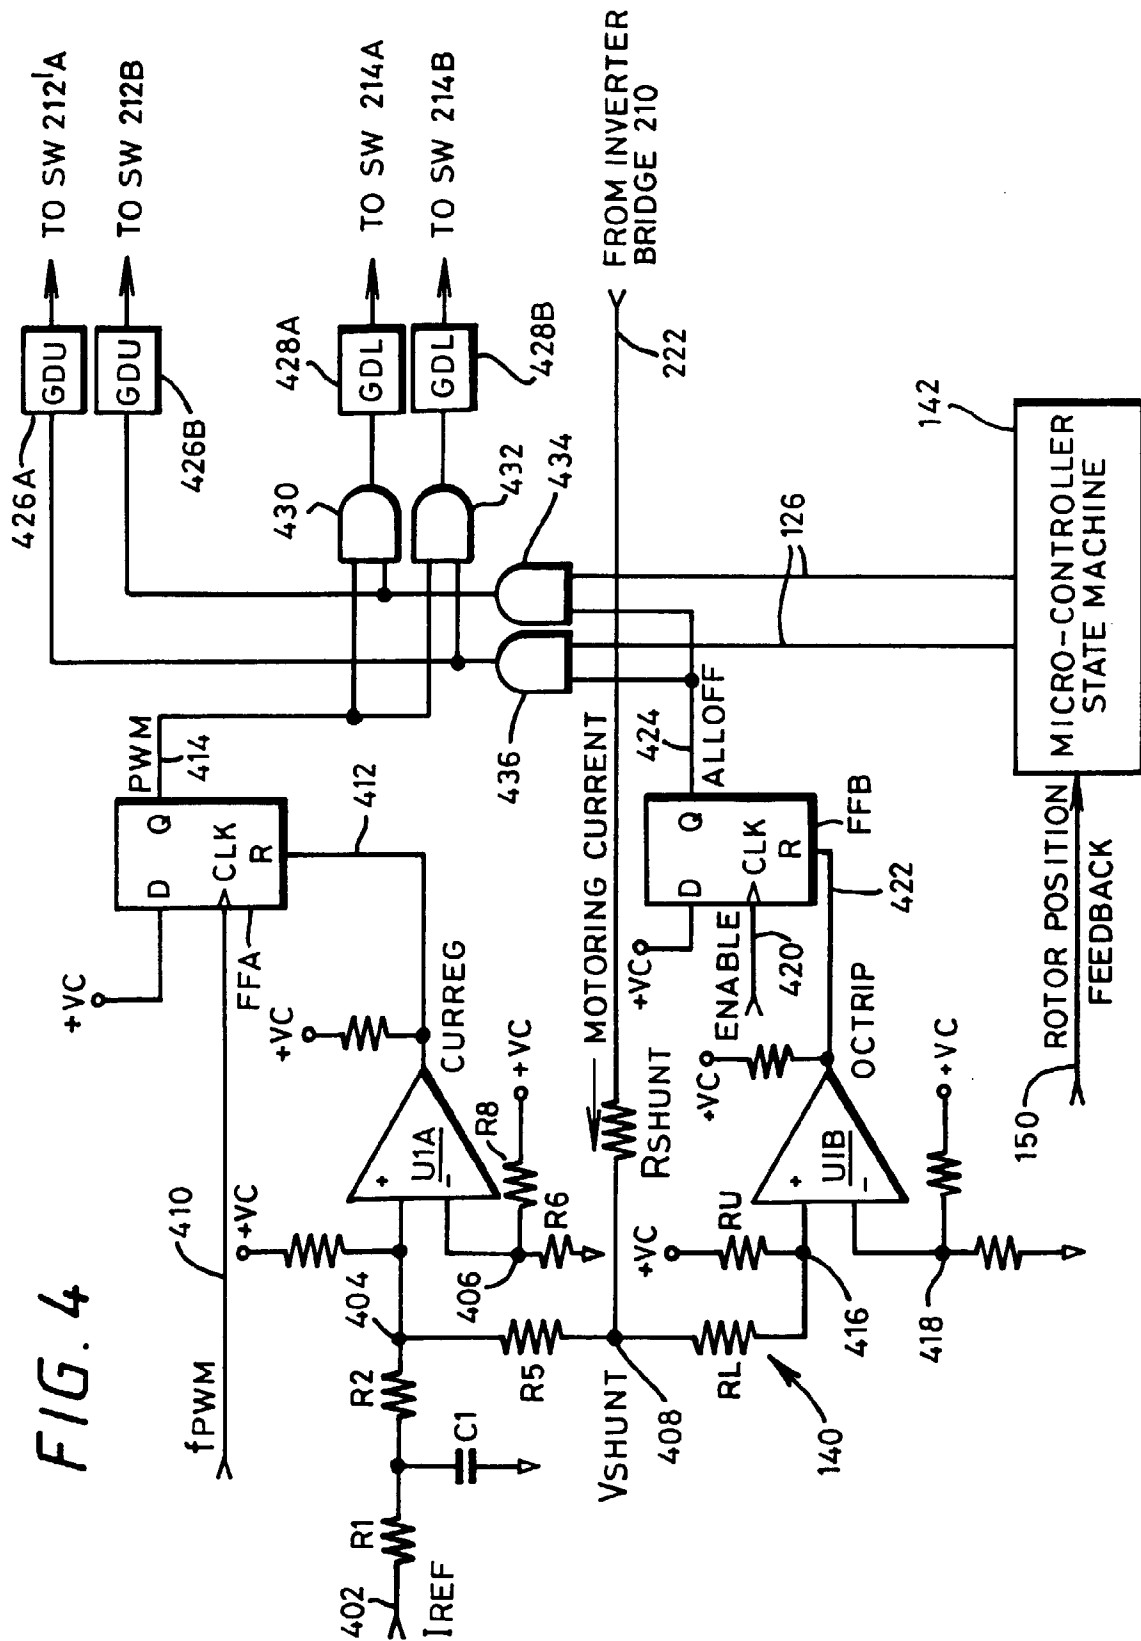 FIG. 4
fPWM
410
+VC
D
Q
CLK
R
FFA
PWM
414
412
426A
GDU
TO SW 212'A
GDU
TO SW 212B
426B
428A
GDL
TO SW 214A
GDL
TO SW 214B
428B
430
432
434
436
402
IREF
R1
C1
R2
404
+VC
+
U1A
-
406
R6
R8
+VC
+VC
CURREG
R5
VSHUNT
408
RSHUNT
MOTORING CURRENT
222
FROM INVERTER
BRIDGE 210
140
RL
RU
+VC
416
418
+
U1B
-
+VC
+VC
OCTRIP
422
ENABLE
420
+VC
D
Q
CLK
R
FFB
424
ALLOFF
126
142
MICRO-CONTROLLER
STATE MACHINE
150
ROTOR POSITION
FEEDBACK